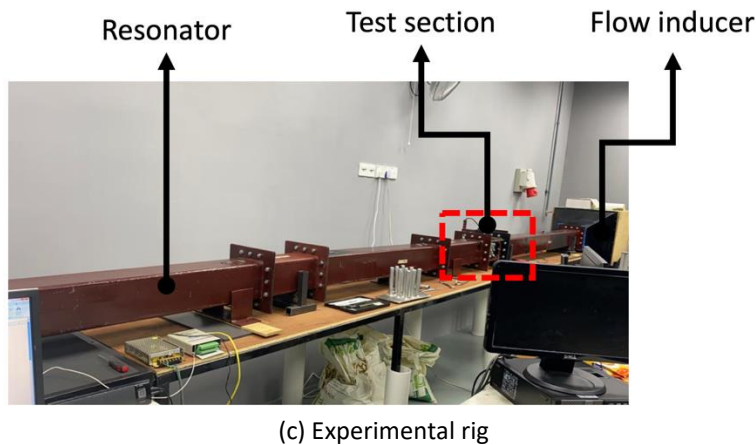 Resonator
Test section
Flow inducer
(c) Experimental rig